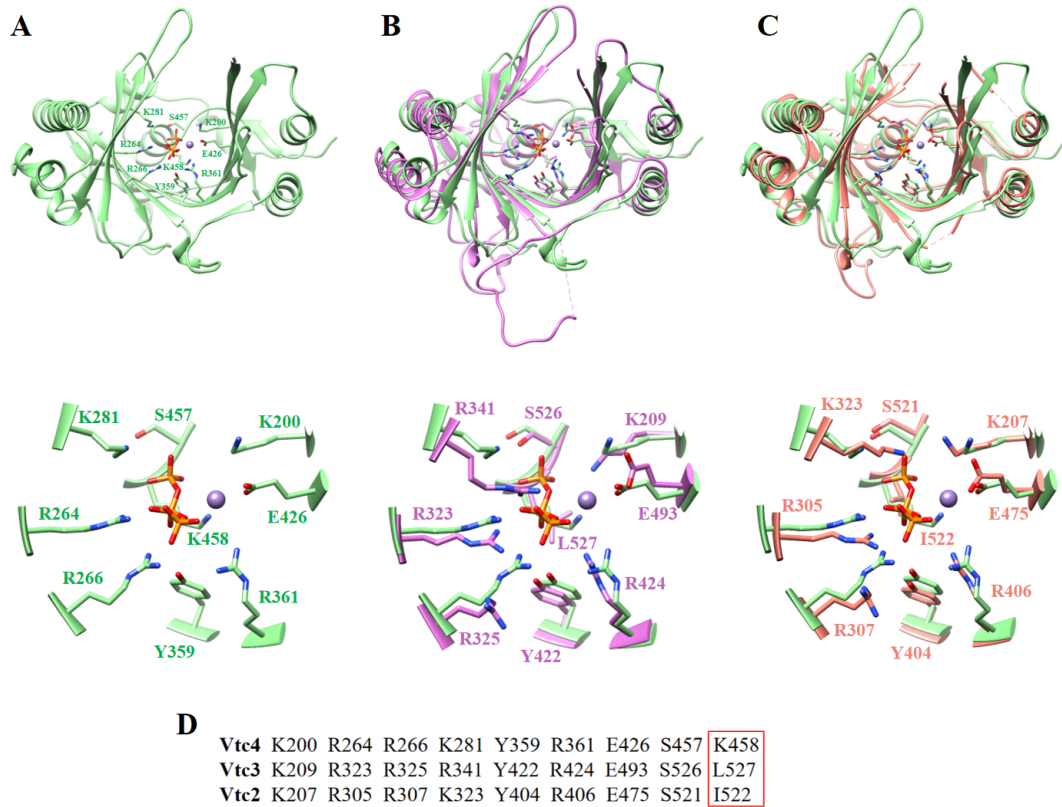 A
B
C
K281
S457
K200
R264
E426
R266
K458
R361
Y359
K281
S457
K200
R264
E426
K458
R266
R361
Y359
R341
S526
K209
R323
E493
L527
R424
R325
Y422
K323
S521
K207
R305
E475
I522
R406
R307
Y404
D
Vtc4 K200 R264 R266 K281 Y359 R361 E426 S457 K458
Vtc3 K209 R323 R325 R341 Y422 R424 E493 S526 L527
Vtc2 K207 R305 R307 K323 Y404 R406 E475 S521 I522